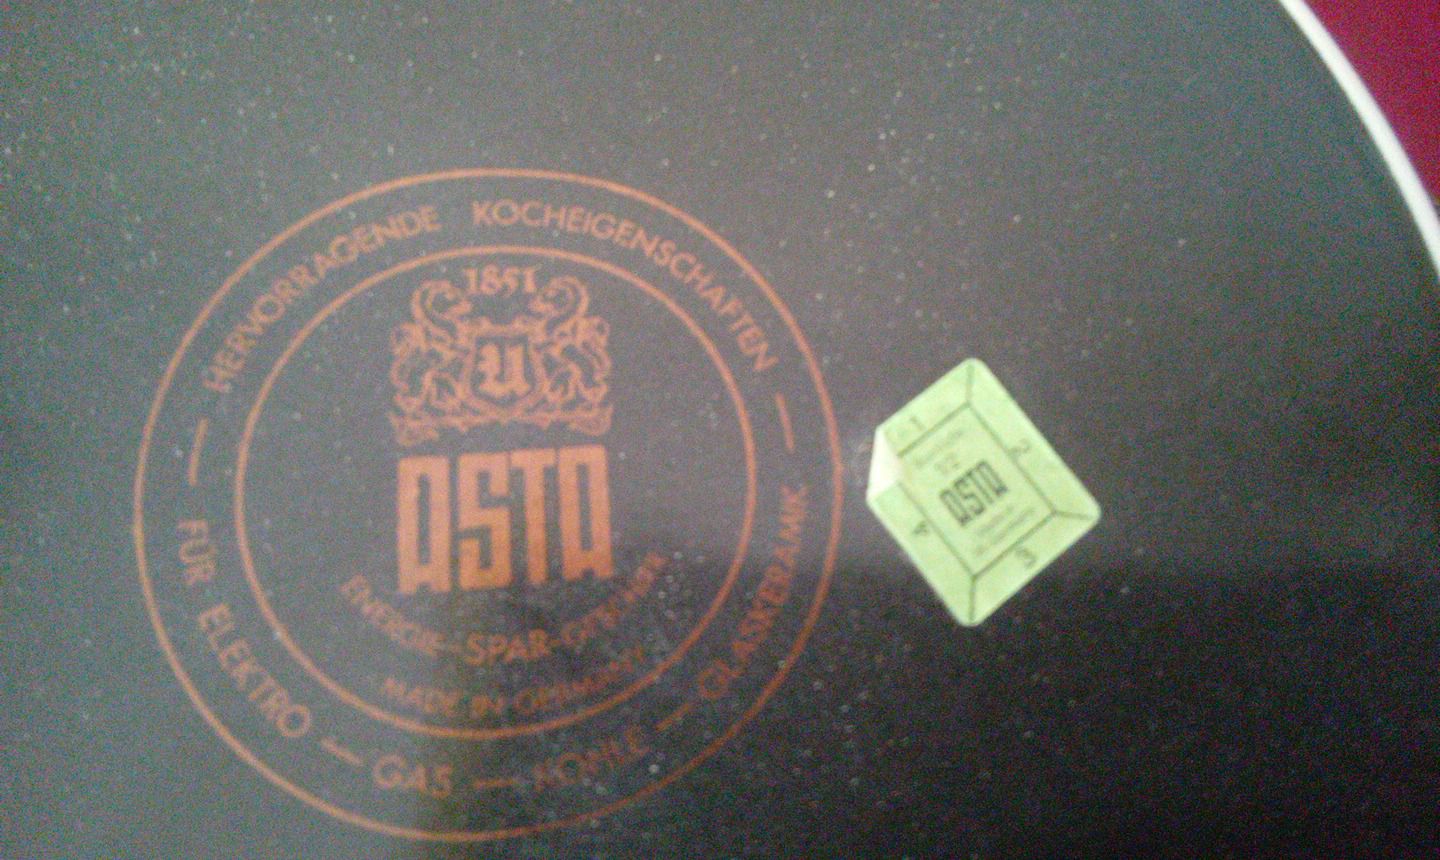 HERVORRAGENDE KOCHEIGENSCHAFTEN
1851
U
ASTA
ENERGIE-SPAR-GESCHIRR
MADE IN GERMANY
FÜR ELEKTRO — GAS — KOHLE — GLASKERAMIK
1
2
ASTA
3
4